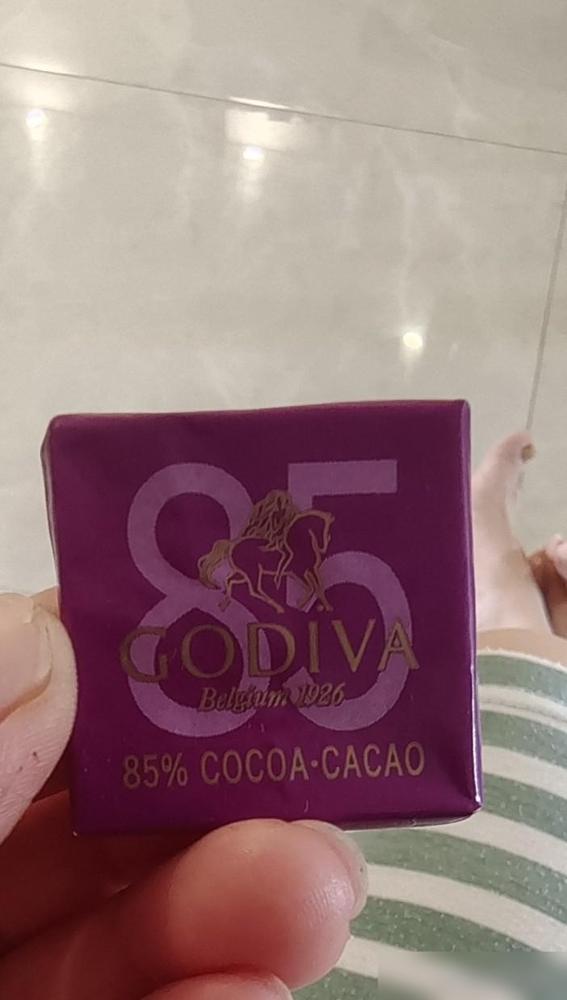 85
GODIVA
Belgium 1926
85% COCOA·CACAO